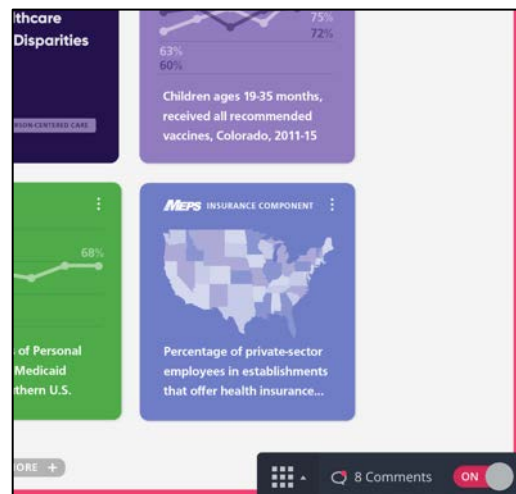 lthcare
Disparities
RSON-CENTERED CARE
75%
72%
63%
60%
Children ages 19-35 months,
received all recommended
vaccines, Colorado, 2011-15
68%
s of Personal
Medicaid
thern U.S.
MEPS INSURANCE COMPONENT
Percentage of private-sector
employees in establishments
that offer health insurance...
MORE +
8 Comments
ON